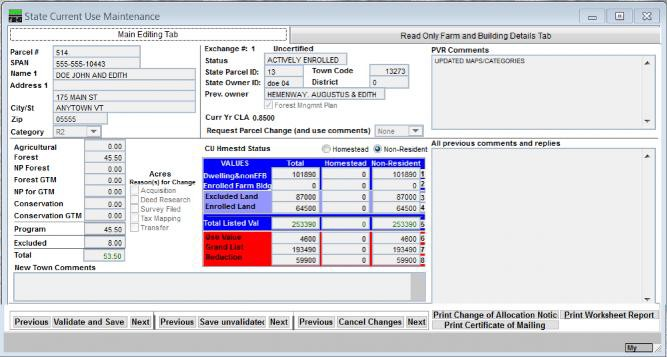 State Current Use Maintenance
Main Editing Tab
Read Only Farm and Building Details Tab
Parcel # 514
SPAN 555-555-10443
Name 1 DOE JOHN AND EDITH
Address 1
175 MAIN ST
City/St ANYTOWN VT
Zip 05555
Category R2
Exchange #: 1 Uncertified
Status ACTIVELY ENROLLED
State Parcel ID: 13 Town Code 13273
State Owner ID: doe 04 District 0
Prev. owner HEMENWAY. AUGUSTUS & EDITH
Forest Mngmnt Plan
Curr Yr CLA 0.8500
Request Parcel Change (and use comments) None
PVR Comments
UPDATED MAPS/CATEGORIES
Agricultural 0.00
Forest 45.50
NP Forest 0.00
Forest GTM 0.00
NP for GTM 0.00
Conservation 0.00
Conservation GTM 0.00
Program 45.50
Excluded 8.00
Total 53.50
Acres
Reason(s) for Change
Acquisition
Deed Research
Survey Filed
Tax Mapping
Transfer
CU Hmestd Status Homestead Non-Resident
VALUES Total Homestead Non-Resident
Dwelling&nonEFB 101890 0 101890 1
Enrolled Farm Bldg 0 0 0 2
Excluded Land 87000 0 87000 3
Enrolled Land 64500 0 64500 4
Total Listed Val 253390 0 253390 5
Use Value 4600 0 4600 6
Grand List 193490 0 193490 7
Reduction 59900 0 59900 8
All previous comments and replies
New Town Comments
Previous Validate and Save Next Previous Save unvalidated Next Previous Cancel Changes Next
Print Change of Allocation Notic Print Worksheet Report
Print Certificate of Mailing
My